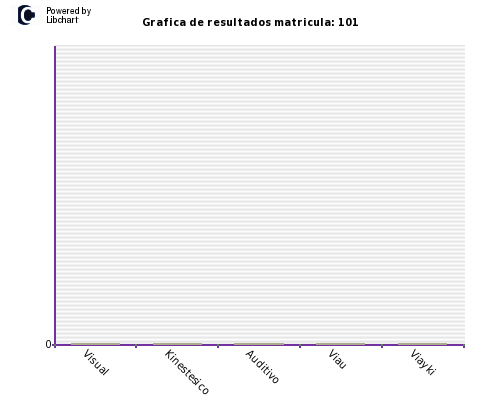 Powered by
Libchart
Grafica de resultados matricula: 101
0
Visual
Kinestesico
Auditivo
Viau
Viayki